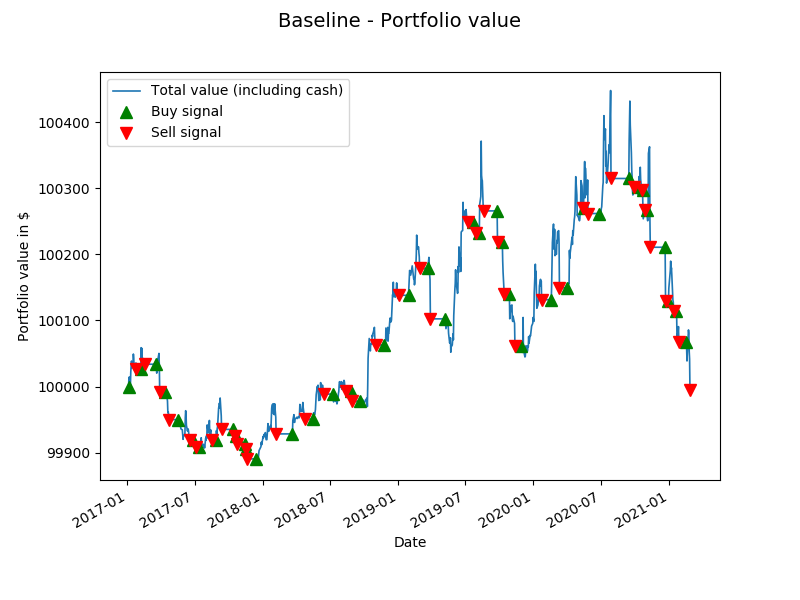 Baseline - Portfolio value
Total value (including cash)
Buy signal
Sell signal
Portfolio value in $
100400
100300
100200
100100
100000
99900
2017-01
2017-07
2018-01
2018-07
2019-01
2019-07
2020-01
2020-07
2021-01
Date